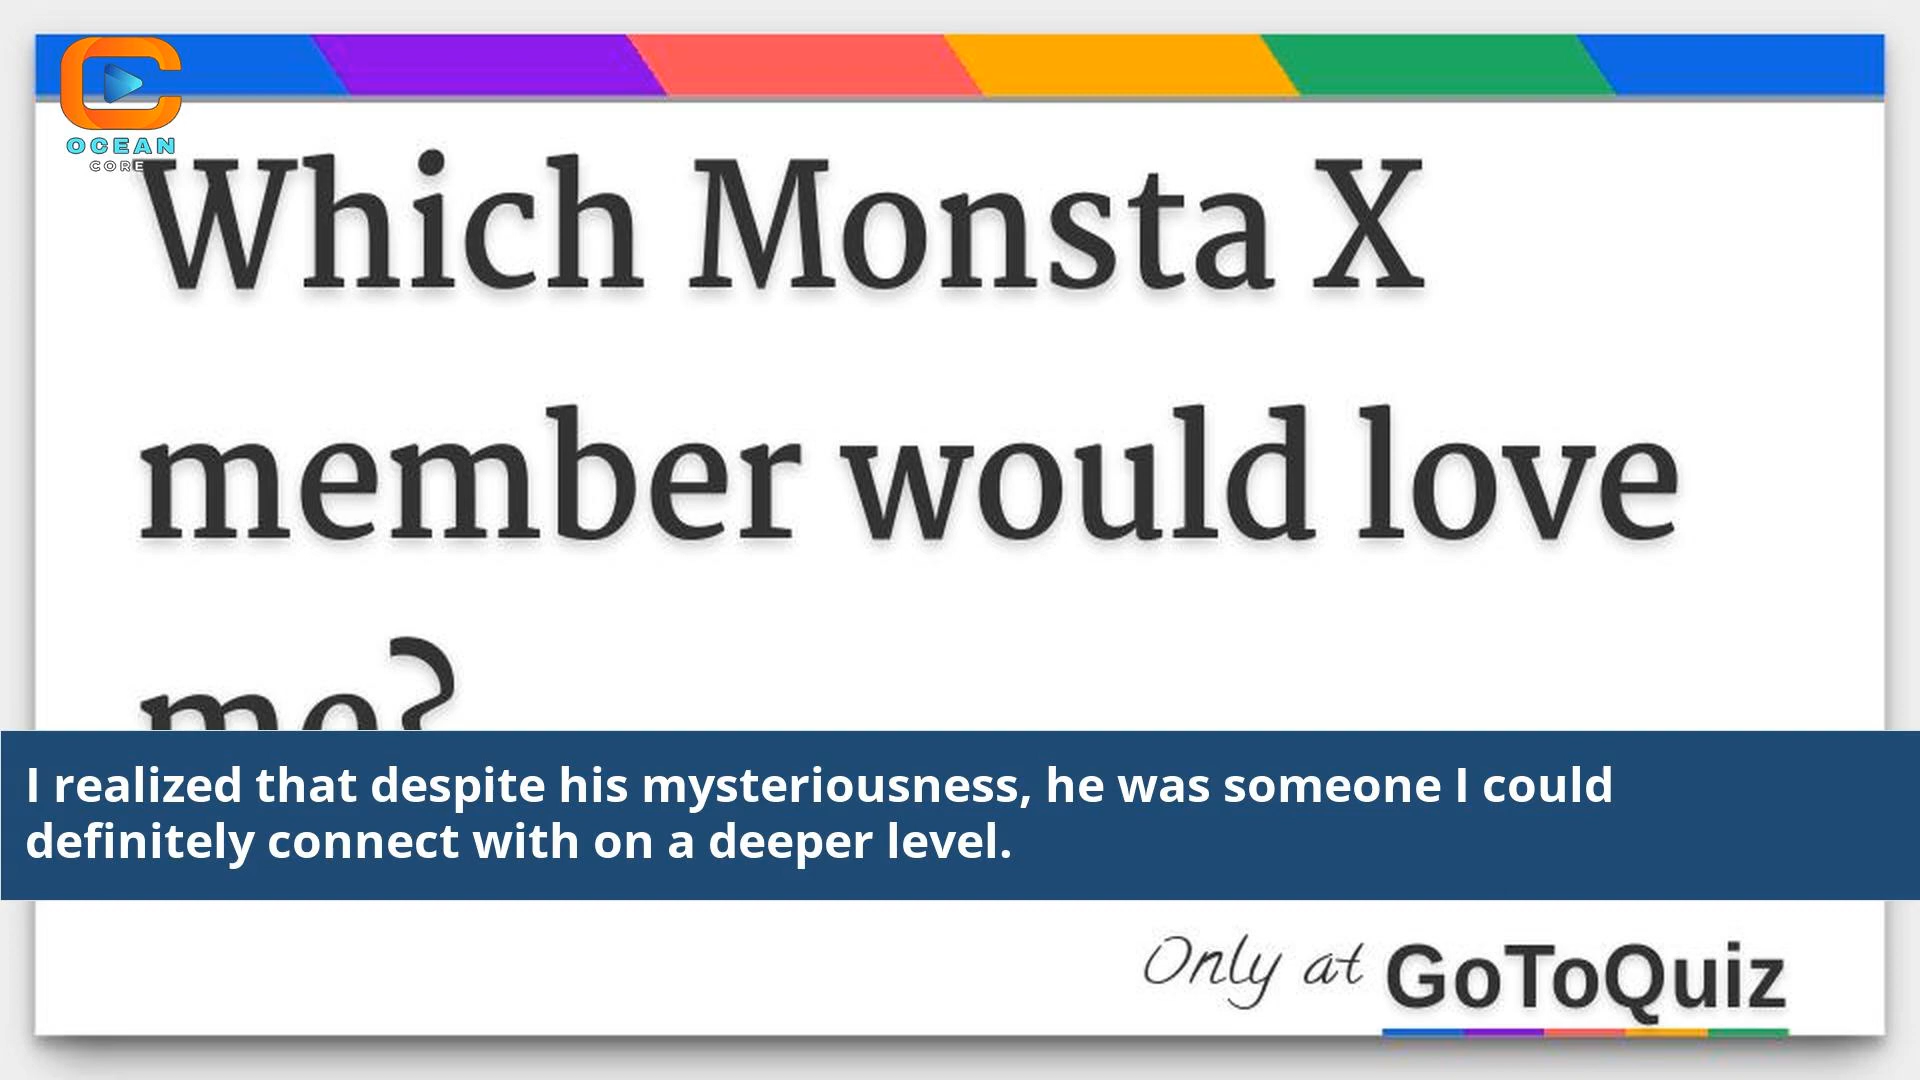 OCEAN
CORE
Which Monsta X
member would love
me?
I realized that despite his mysteriousness, he was someone I could
definitely connect with on a deeper level.
Only at GoToQuiz